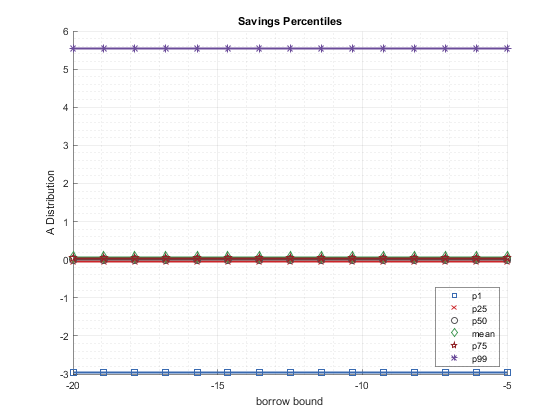 Savings Percentiles
6
5
4
3
2
1
0
-1
-2
-3
A Distribution
p1
p25
p50
mean
p75
p99
-20
-15
-10
-5
borrow bound